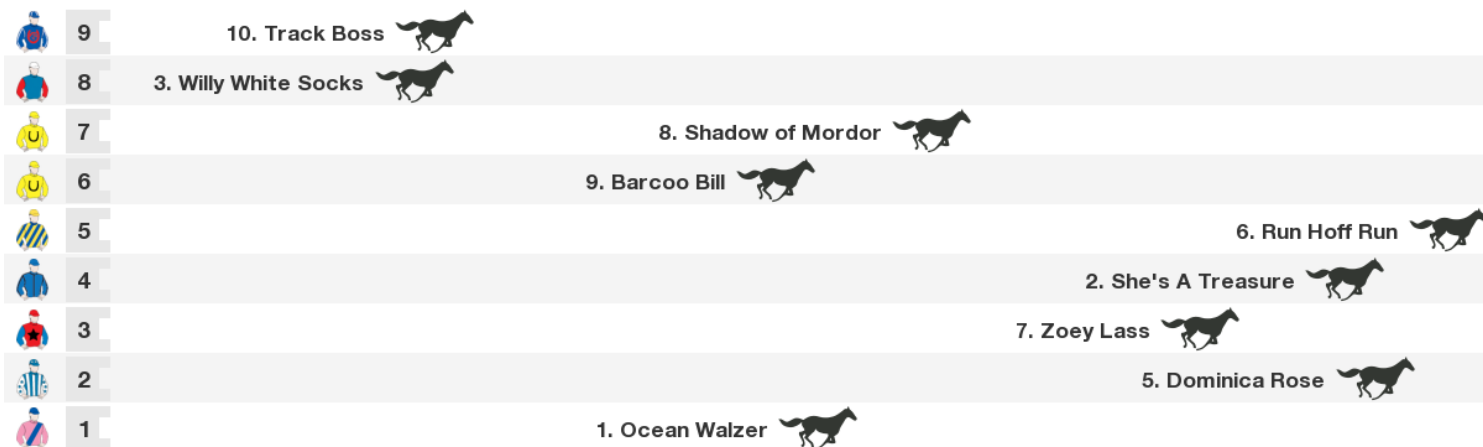 9 10. Track Boss
8 3. Willy White Socks
7 8. Shadow of Mordor
6 9. Barcoo Bill
5 6. Run Hoff Run
4 2. She's A Treasure
3 7. Zoey Lass
2 5. Dominica Rose
1 1. Ocean Walzer